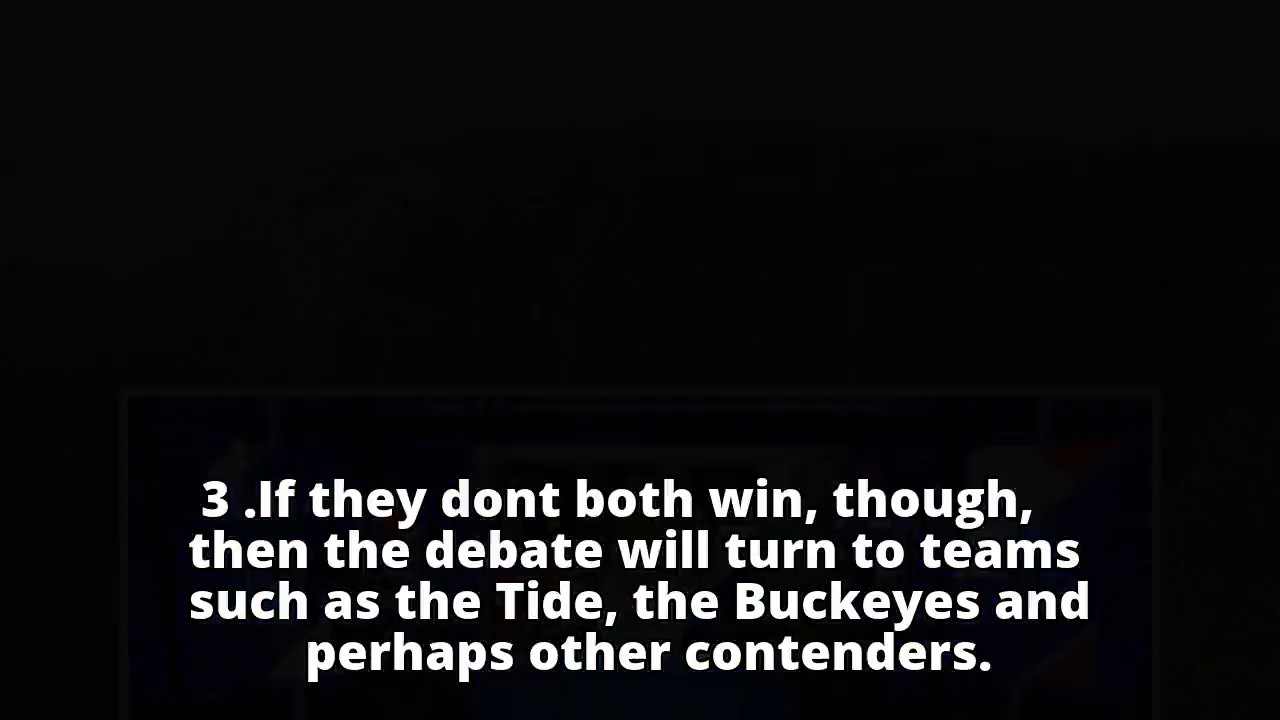 3 .If they dont both win, though,
then the debate will turn to teams
such as the Tide, the Buckeyes and
perhaps other contenders.